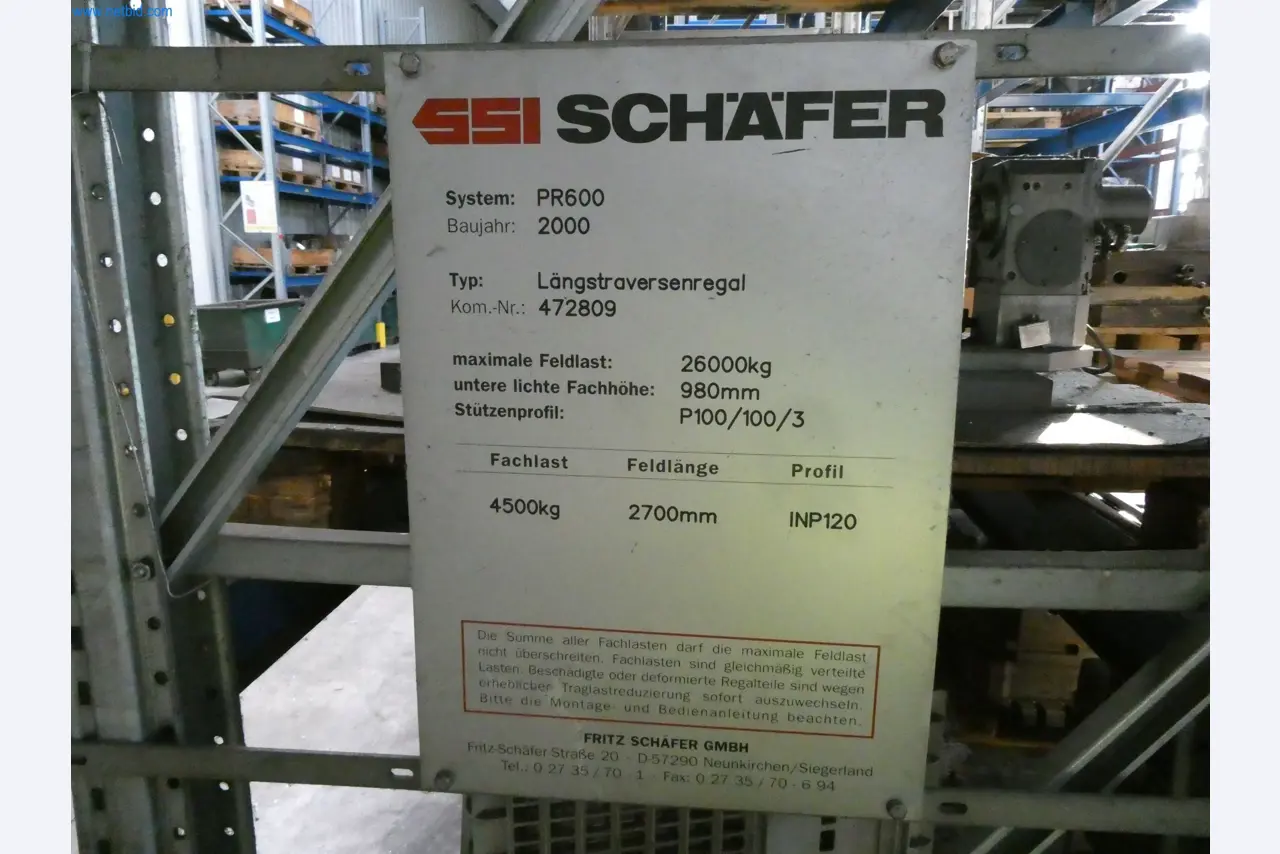 www.netbid.com
SSI SCHÄFER
System: PR600
Baujahr: 2000
Typ: Längstraversenregal
Kom.-Nr.: 472809
maximale Feldlast: 26000kg
untere lichte Fachhöhe: 980mm
Stützenprofil: P100/100/3
Fachlast Feldlänge Profil
4500kg 2700mm INP120
Die Summe aller Fachlasten darf die maximale Feldlast
nicht überschreiten. Fachlasten sind gleichmäßig verteilte
Lasten. Beschädigte oder deformierte Regalteile sind wegen
erheblicher Traglastreduzierung sofort auszuwechseln.
Bitte die Montage- und Bedienanleitung beachten.
FRITZ SCHÄFER GMBH
Fritz-Schäfer Straße 20 · D-57290 Neunkirchen/Siegerland
Tel.: 0 27 35 / 70 · 1 · Fax: 0 27 35 / 70 · 6 94